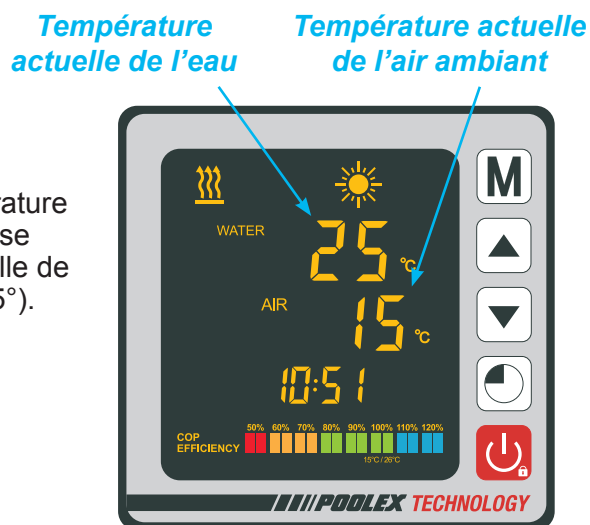 Température
actuelle de l'eau
Température actuelle
de l'air ambiant
rature
se
lle de
5°).
M
WATER 25 °C
AIR 15 °C
10:51
50% 60% 70% 80% 90% 100% 110% 120%
COP
EFFICIENCY
15°C / 26°C
POOLEX TECHNOLOGY